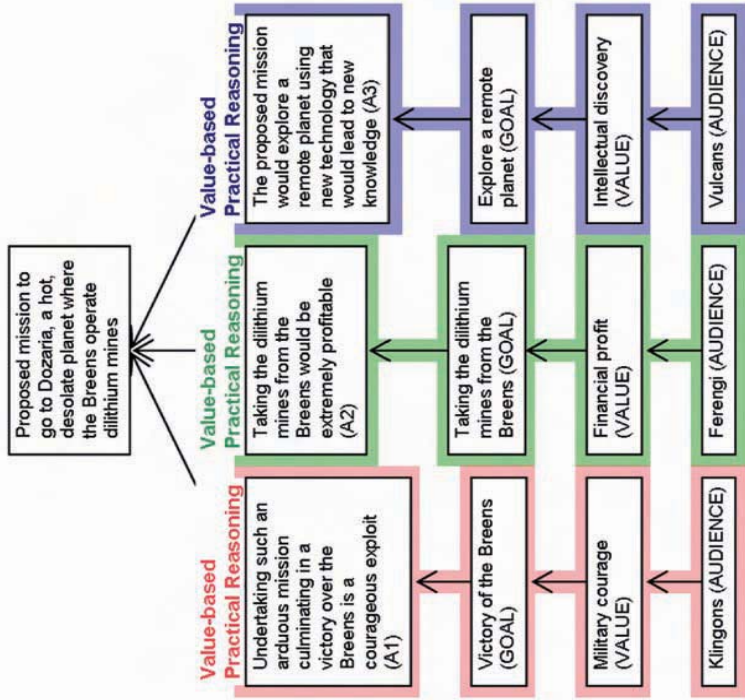 Proposed mission to
go to Dozaria, a hot,
desolate planet where
the Breens operate
dilithium mines
Value-based
Practical Reasoning
Undertaking such an
arduous mission
culminating in a
victory over the
Breens is a
courageous exploit
(A1)
Victory of the Breens
(GOAL)
Military courage
(VALUE)
Klingons (AUDIENCE)
Value-based
Practical Reasoning
Taking the dilithium
mines from the
Breens would be
extremely profitable
(A2)
Taking the dilithium
mines from the
Breens (GOAL)
Financial profit
(VALUE)
Ferengi (AUDIENCE)
Value-based
Practical Reasoning
The proposed mission
would explore a
remote planet using
new technology that
would lead to new
knowledge (A3)
Explore a remote
planet (GOAL)
Intellectual discovery
(VALUE)
Vulcans (AUDIENCE)